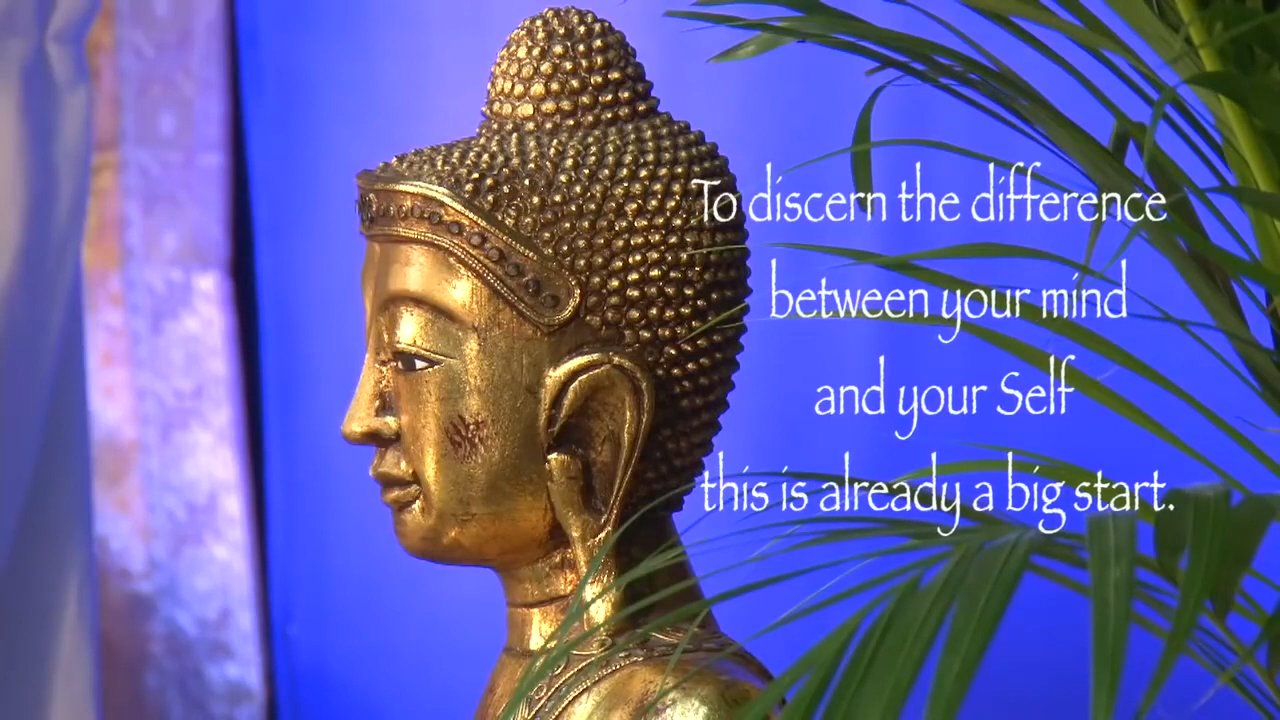 To discern the difference
between your mind
and your Self
this is already a big start.